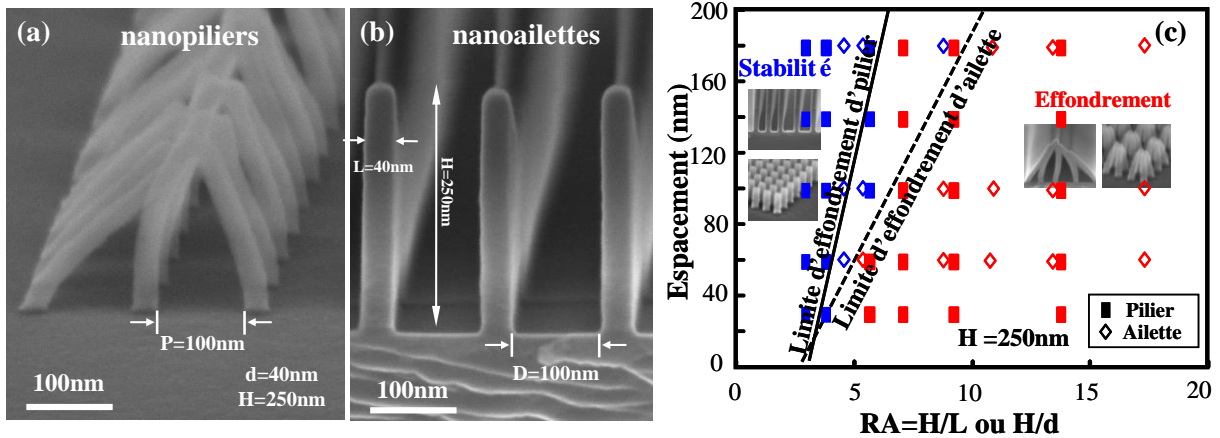 (a)
nanopiliers
P=100nm
100nm
d=40nm
H=250nm
(b)
nanoailettes
L=40nm
H=250nm
D=100nm
100nm
(c)
Espacement (nm)
200
160
120
80
40
0
0
5
10
15
20
RA=H/L ou H/d
Stabilité
Limite d'effondrement d'pilier
Limite d'effondrement d'ailette
Effondrement
H =250nm
Pilier
Ailette